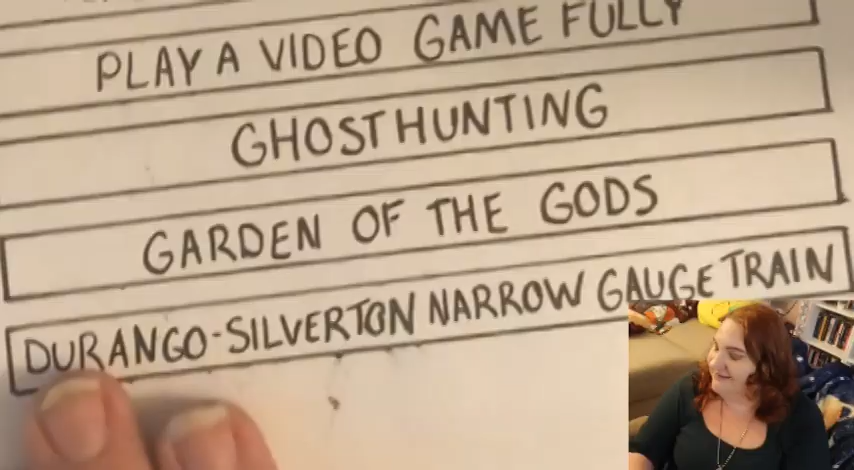 PLAY A VIDEO GAME FULLY
GHOSTHUNTING
GARDEN OF THE GODS
DURANGO-SILVERTON NARROW GAUGE TRAIN